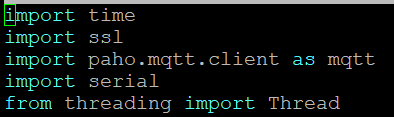 import time
import ssl
import paho.mqtt.client as mqtt
import serial
from threading import Thread